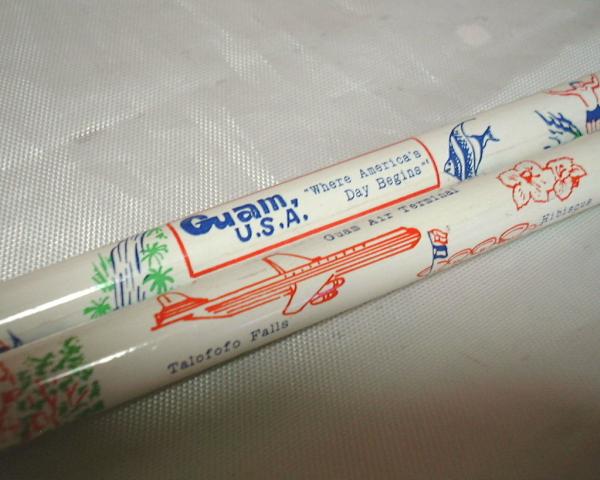 Guam,
U.S.A.
"Where America's
Day Begins"
Guam Air Terminal
Hibiscus
Talofofo Falls